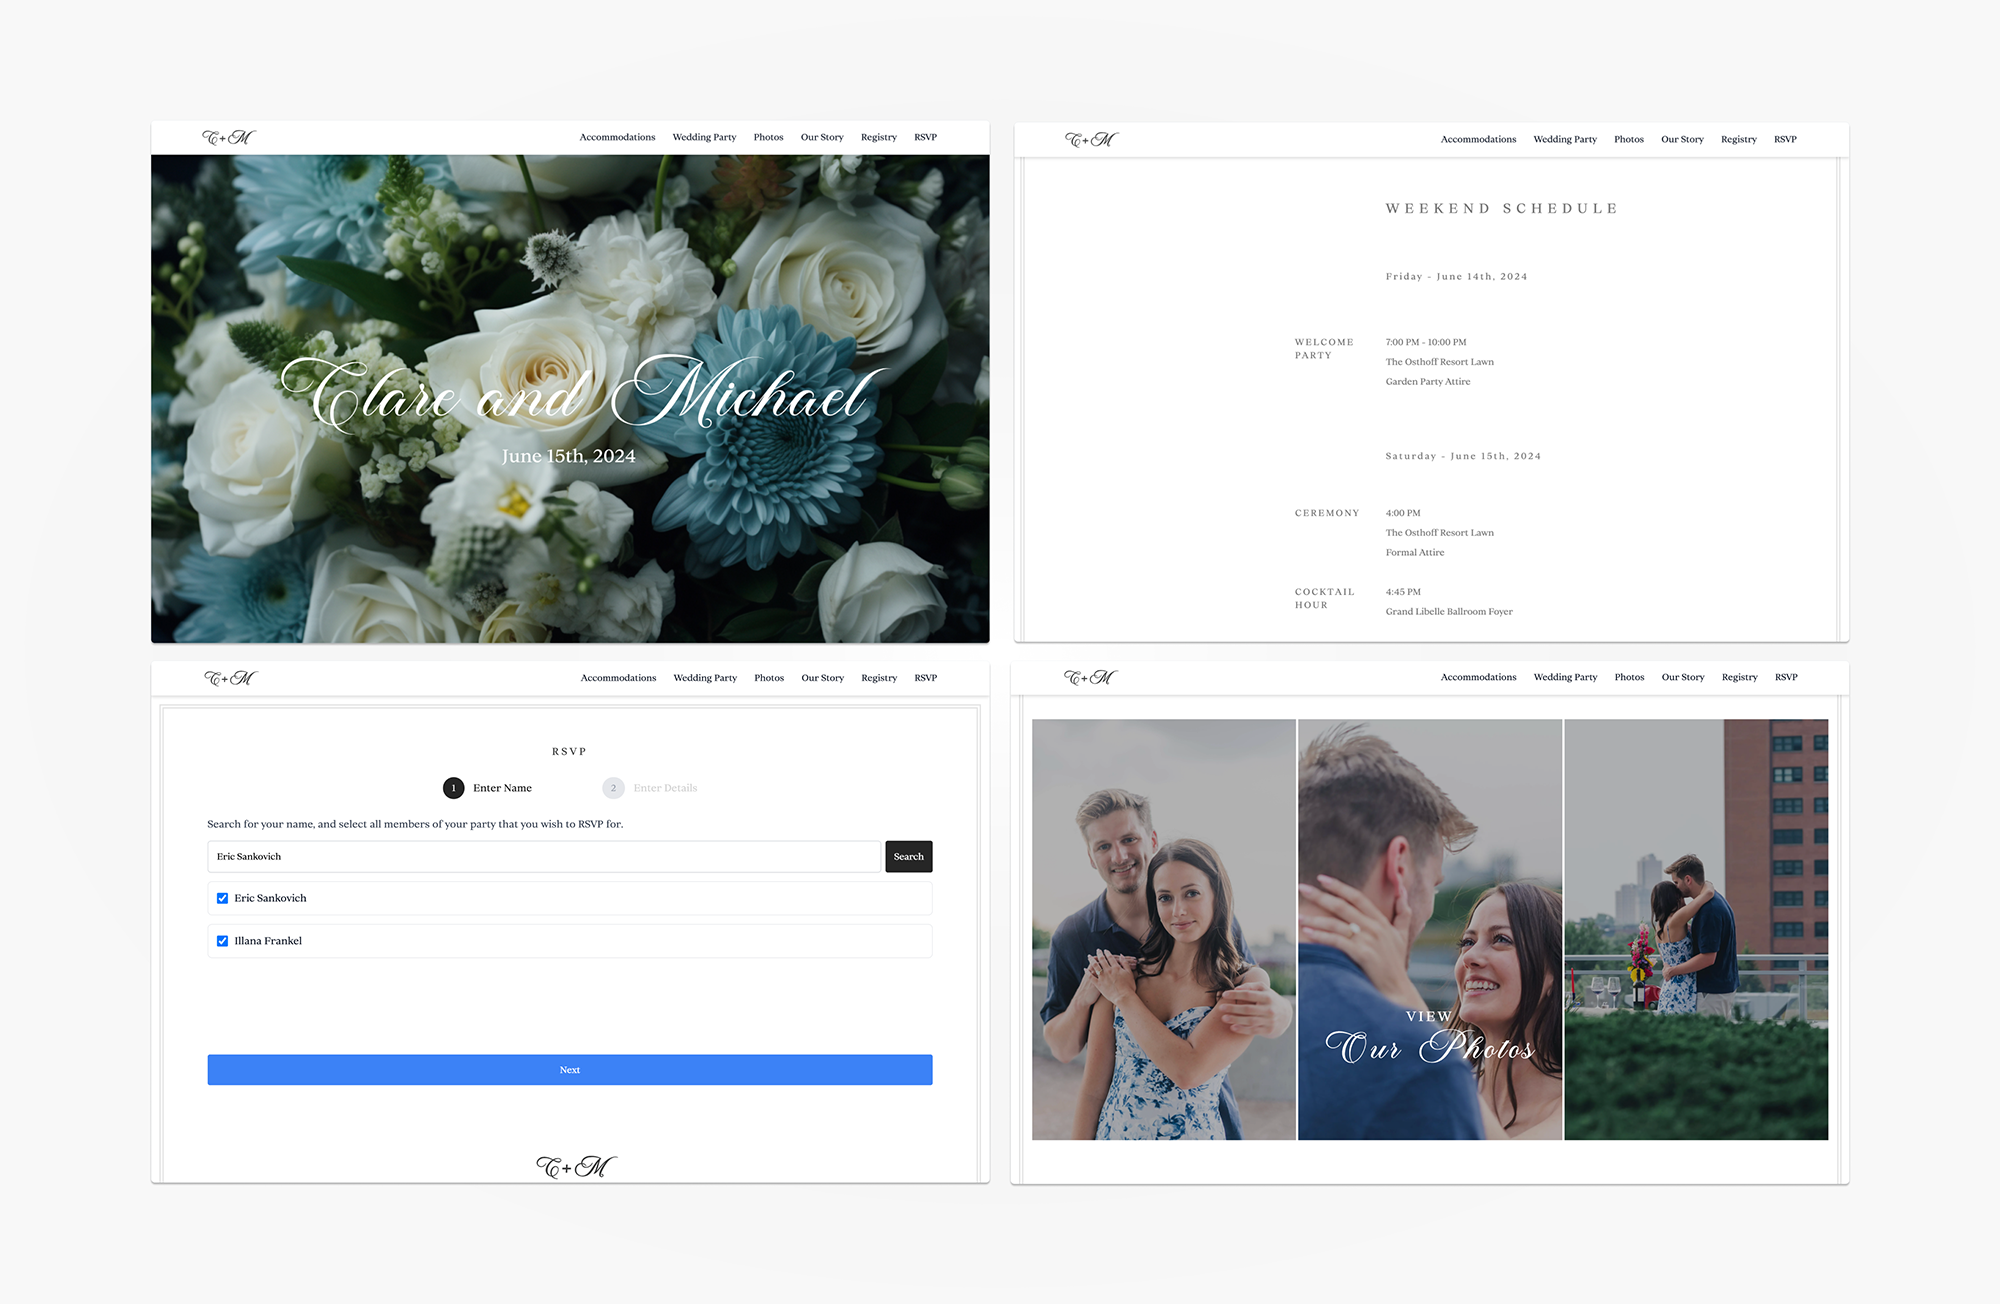 C+M
Accommodations Wedding Party Photos Our Story Registry RSVP
Clare and Michael
June 15th, 2024
C+M
Accommodations Wedding Party Photos Our Story Registry RSVP
WEEKEND SCHEDULE
Friday - June 14th, 2024
WELCOME
PARTY
7:00 PM - 10:00 PM
The Osthoff Resort Lawn
Garden Party Attire
Saturday - June 15th, 2024
CEREMONY
4:00 PM
The Osthoff Resort Lawn
Formal Attire
COCKTAIL
HOUR
4:45 PM
Grand Libelle Ballroom Foyer
C+M
Accommodations Wedding Party Photos Our Story Registry RSVP
RSVP
1 Enter Name 2 Enter Details
Search for your name, and select all members of your party that you wish to RSVP for.
Eric Sankovich Search
Eric Sankovich
Illana Frankel
Next
C+M
C+M
Accommodations Wedding Party Photos Our Story Registry RSVP
VIEW
Our Photos